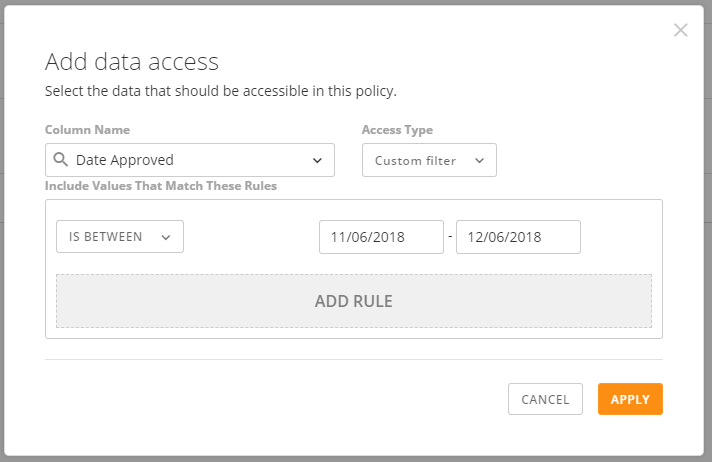 Add data access
Select the data that should be accessible in this policy.
Column Name Access Type
Date Approved Custom filter
Include Values That Match These Rules
IS BETWEEN 11/06/2018 - 12/06/2018
ADD RULE
CANCEL APPLY